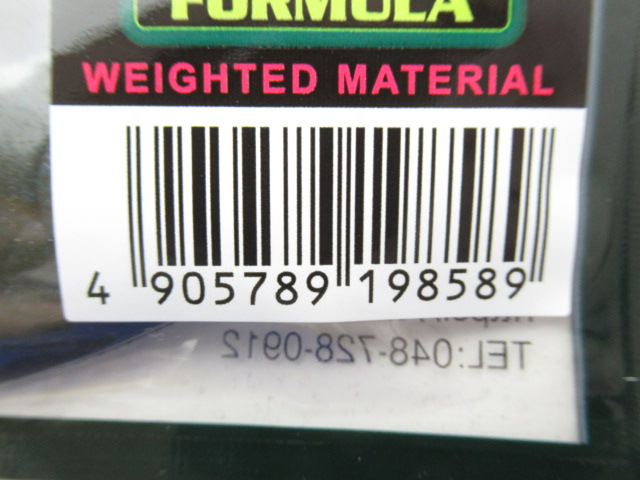 FORMULA
WEIGHTED MATERIAL
4 905789 198589
TEL:048-728-0912